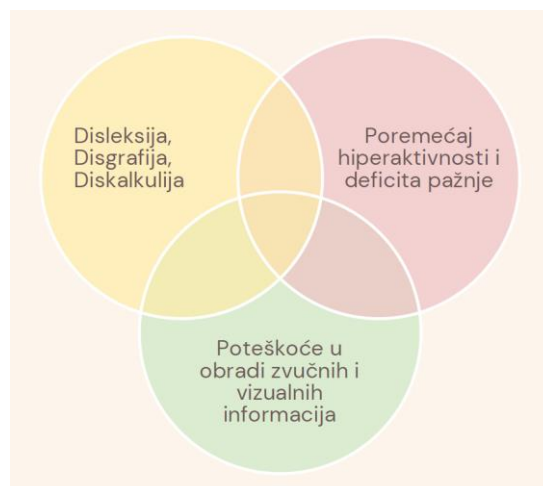 Disleksija,
Disgrafija,
Diskalkulija
Poremećaj
hiperaktivnosti i
deficita pažnje
Poteškoće u
obradi zvučnih i
vizualnih
informacija